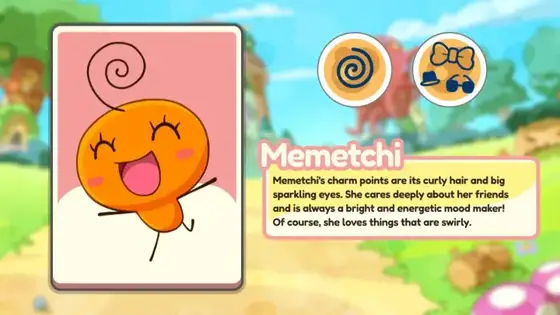 Memetchi
Memetchi's charm points are its curly hair and big
sparkling eyes. She cares deeply about her friends
and is always a bright and energetic mood maker!
Of course, she loves things that are swirly.